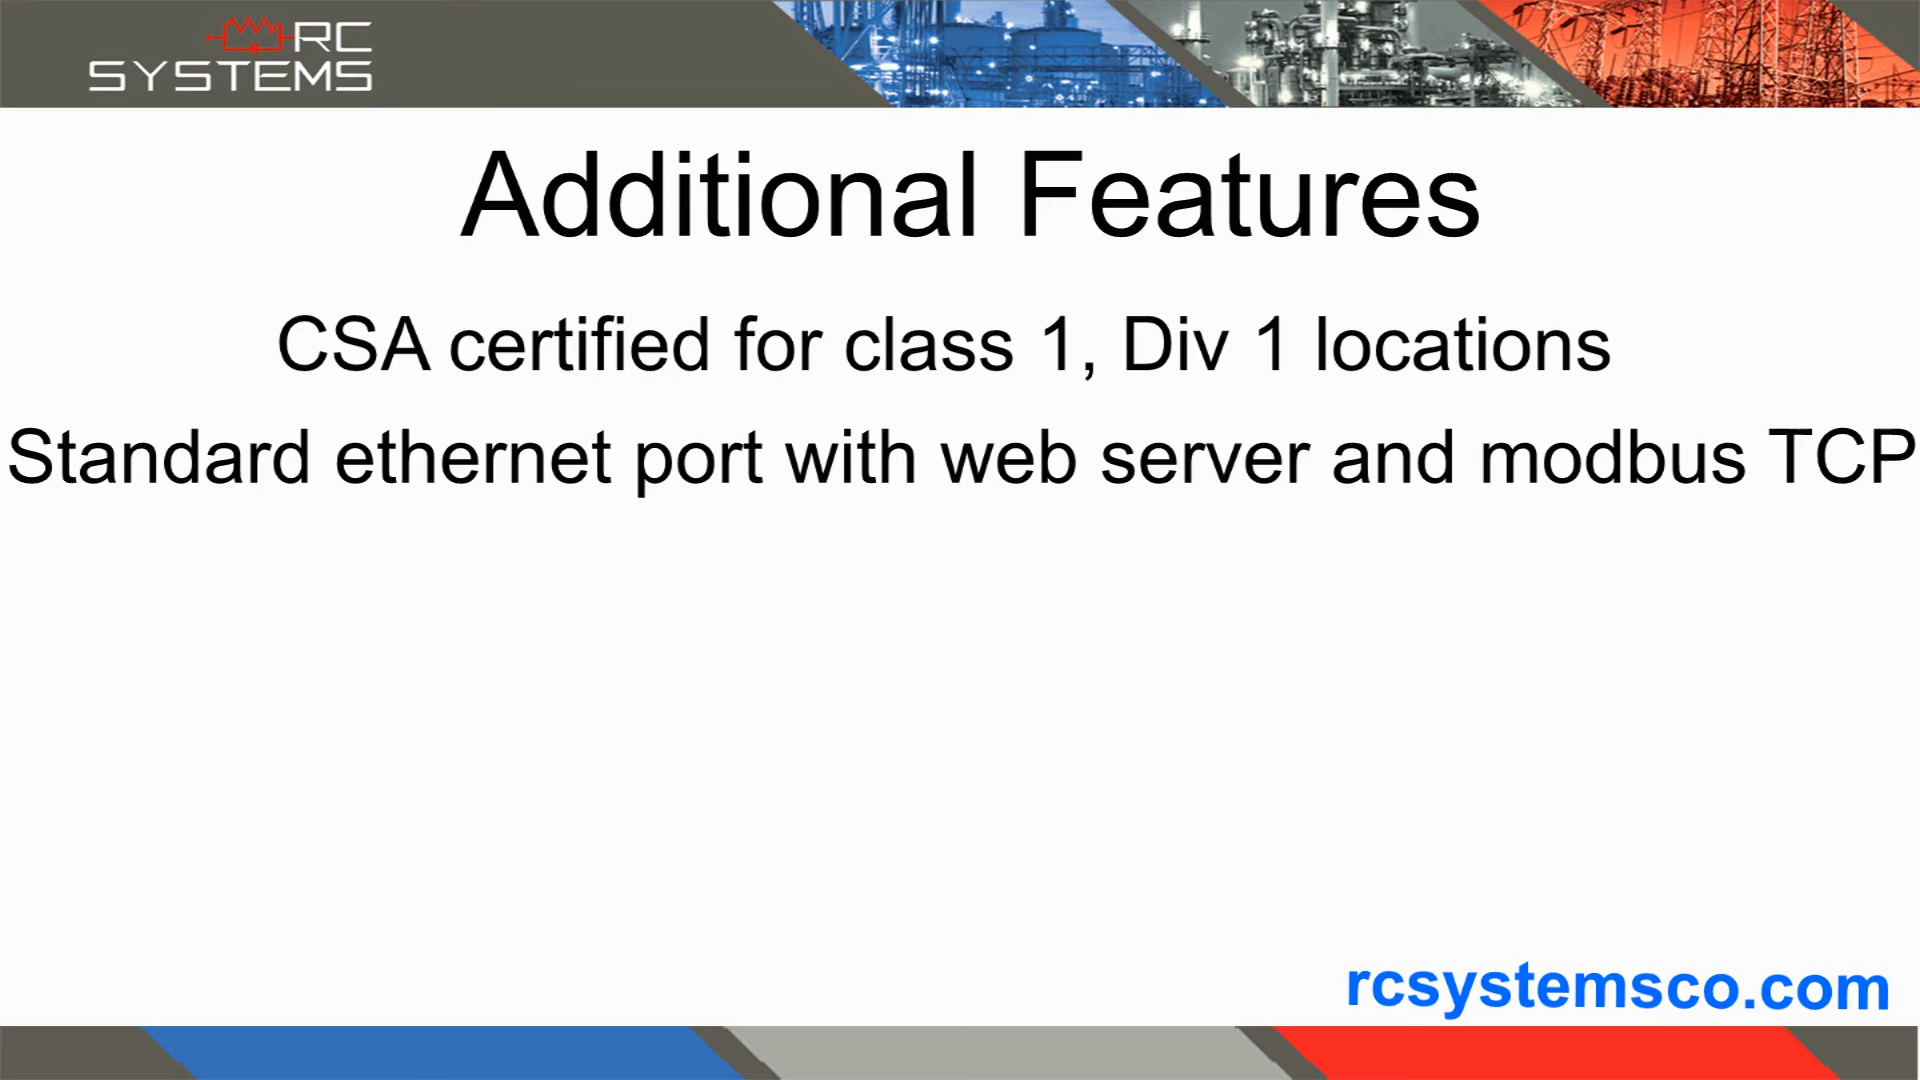 RC
SYSTEMS
Additional Features
CSA certified for class 1, Div 1 locations
Standard ethernet port with web server and modbus TCP
rcsystemsco.com